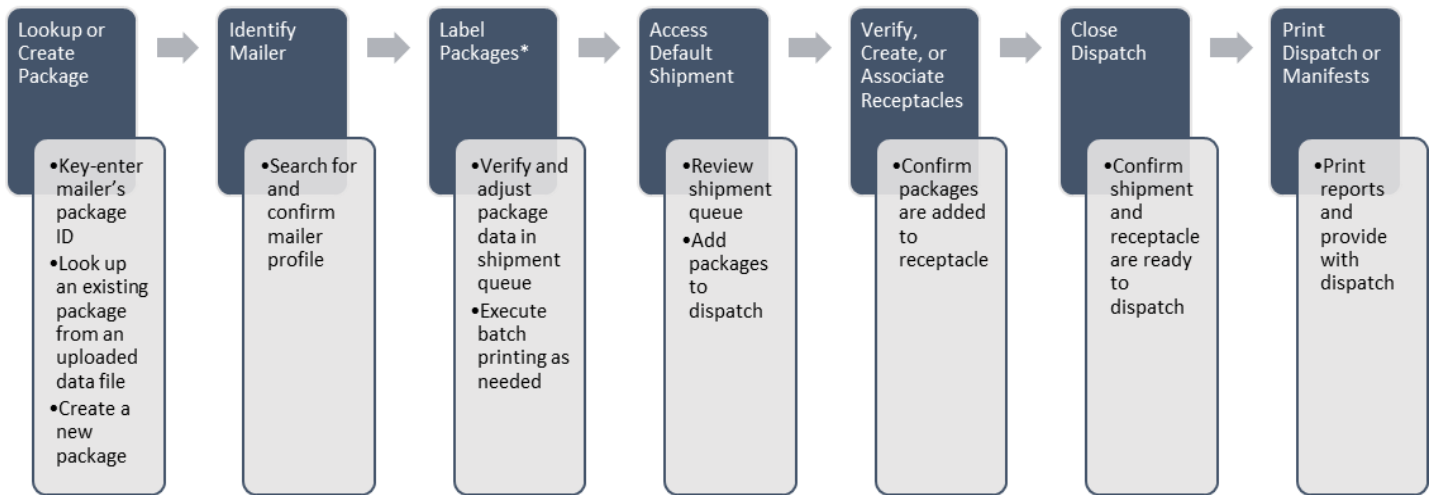 Lookup or
Create
Package
•Key-enter
mailer's
package
ID
•Look up
an existing
package
from an
uploaded
data file
•Create a
new
package
Identify
Mailer
•Search for
and
confirm
mailer
profile
Label
Packages*
•Verify and
adjust
package
data in
shipment
queue
•Execute
batch
printing as
needed
Access
Default
Shipment
•Review
shipment
queue
•Add
packages
to
dispatch
Verify,
Create, or
Associate
Receptacles
•Confirm
packages
are added
to
receptacle
Close
Dispatch
•Confirm
shipment
and
receptacle
are ready
to
dispatch
Print
Dispatch or
Manifests
•Print
reports
and
provide
with
dispatch